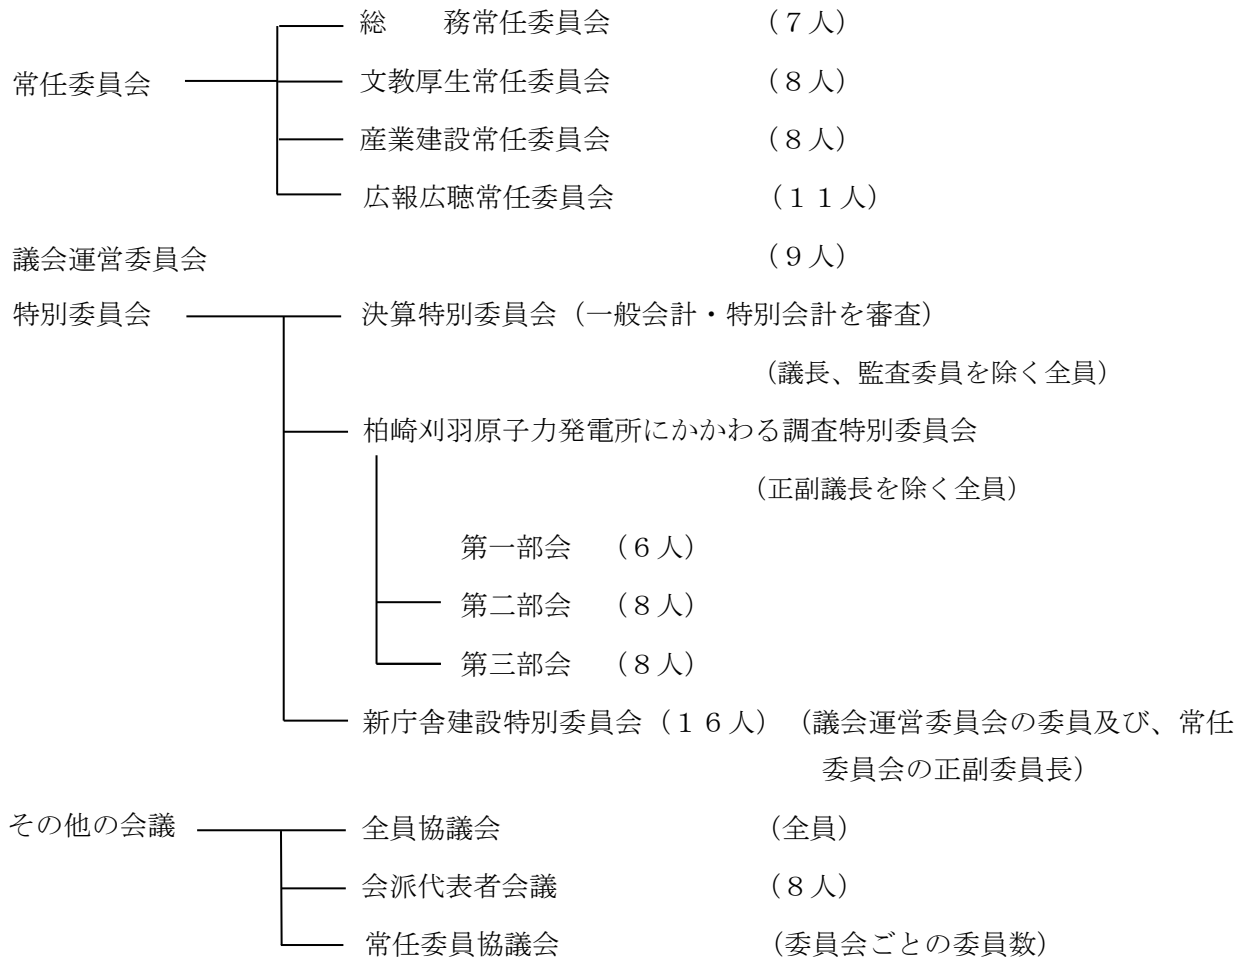 総　　務常任委員会　（７人）
常任委員会　文教厚生常任委員会　（８人）
産業建設常任委員会　（８人）
広報広聴常任委員会　（１１人）
議会運営委員会　（９人）
特別委員会　決算特別委員会（一般会計・特別会計を審査）
（議長、監査委員を除く全員）
柏崎刈羽原子力発電所にかかわる調査特別委員会
（正副議長を除く全員）
第一部会　（６人）
第二部会　（８人）
第三部会　（８人）
新庁舎建設特別委員会（１６人）（議会運営委員会の委員及び、常任
委員会の正副委員長）
その他の会議　全員協議会　（全員）
会派代表者会議　（８人）
常任委員協議会　（委員会ごとの委員数）